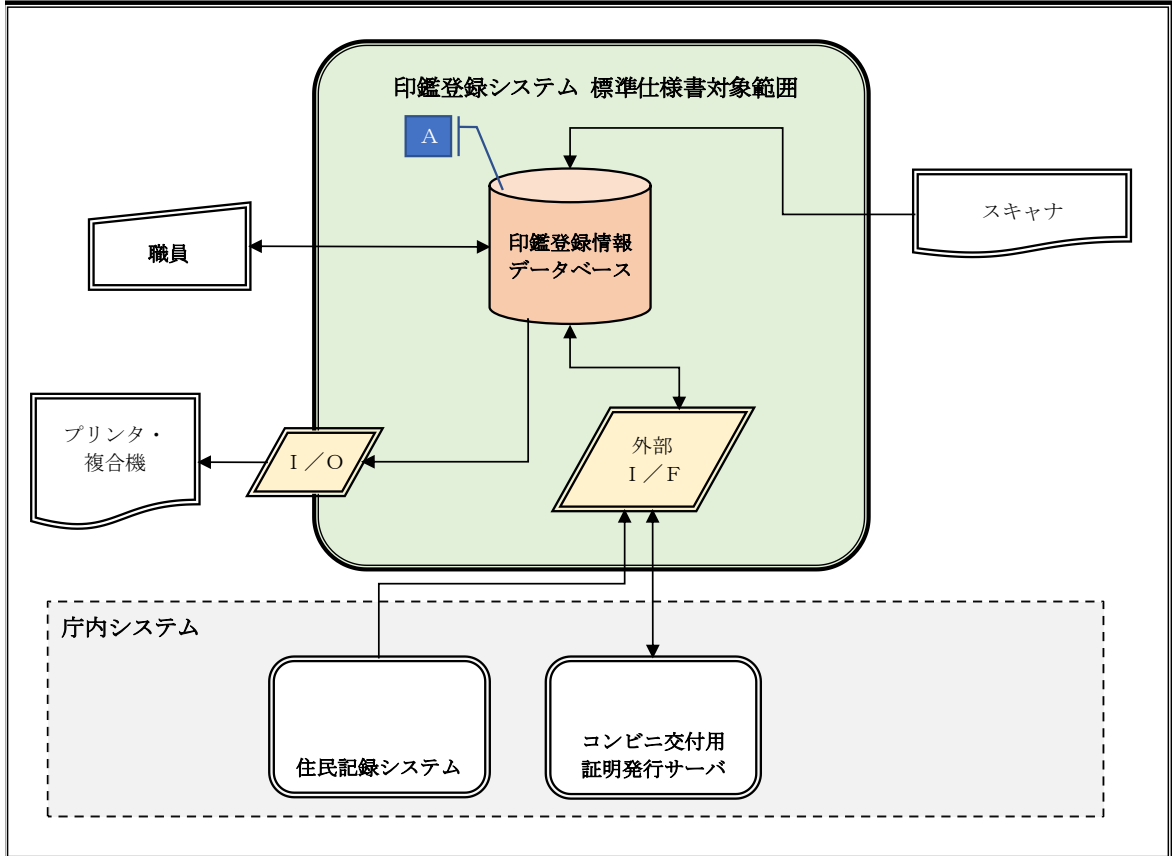 印鑑登録システム 標準仕様書対象範囲
A
職員
印鑑登録情報
データベース
スキャナ
プリンタ・
複合機
I／O
外部
I／F
庁内システム
住民記録システム
コンビニ交付用
証明発行サーバ